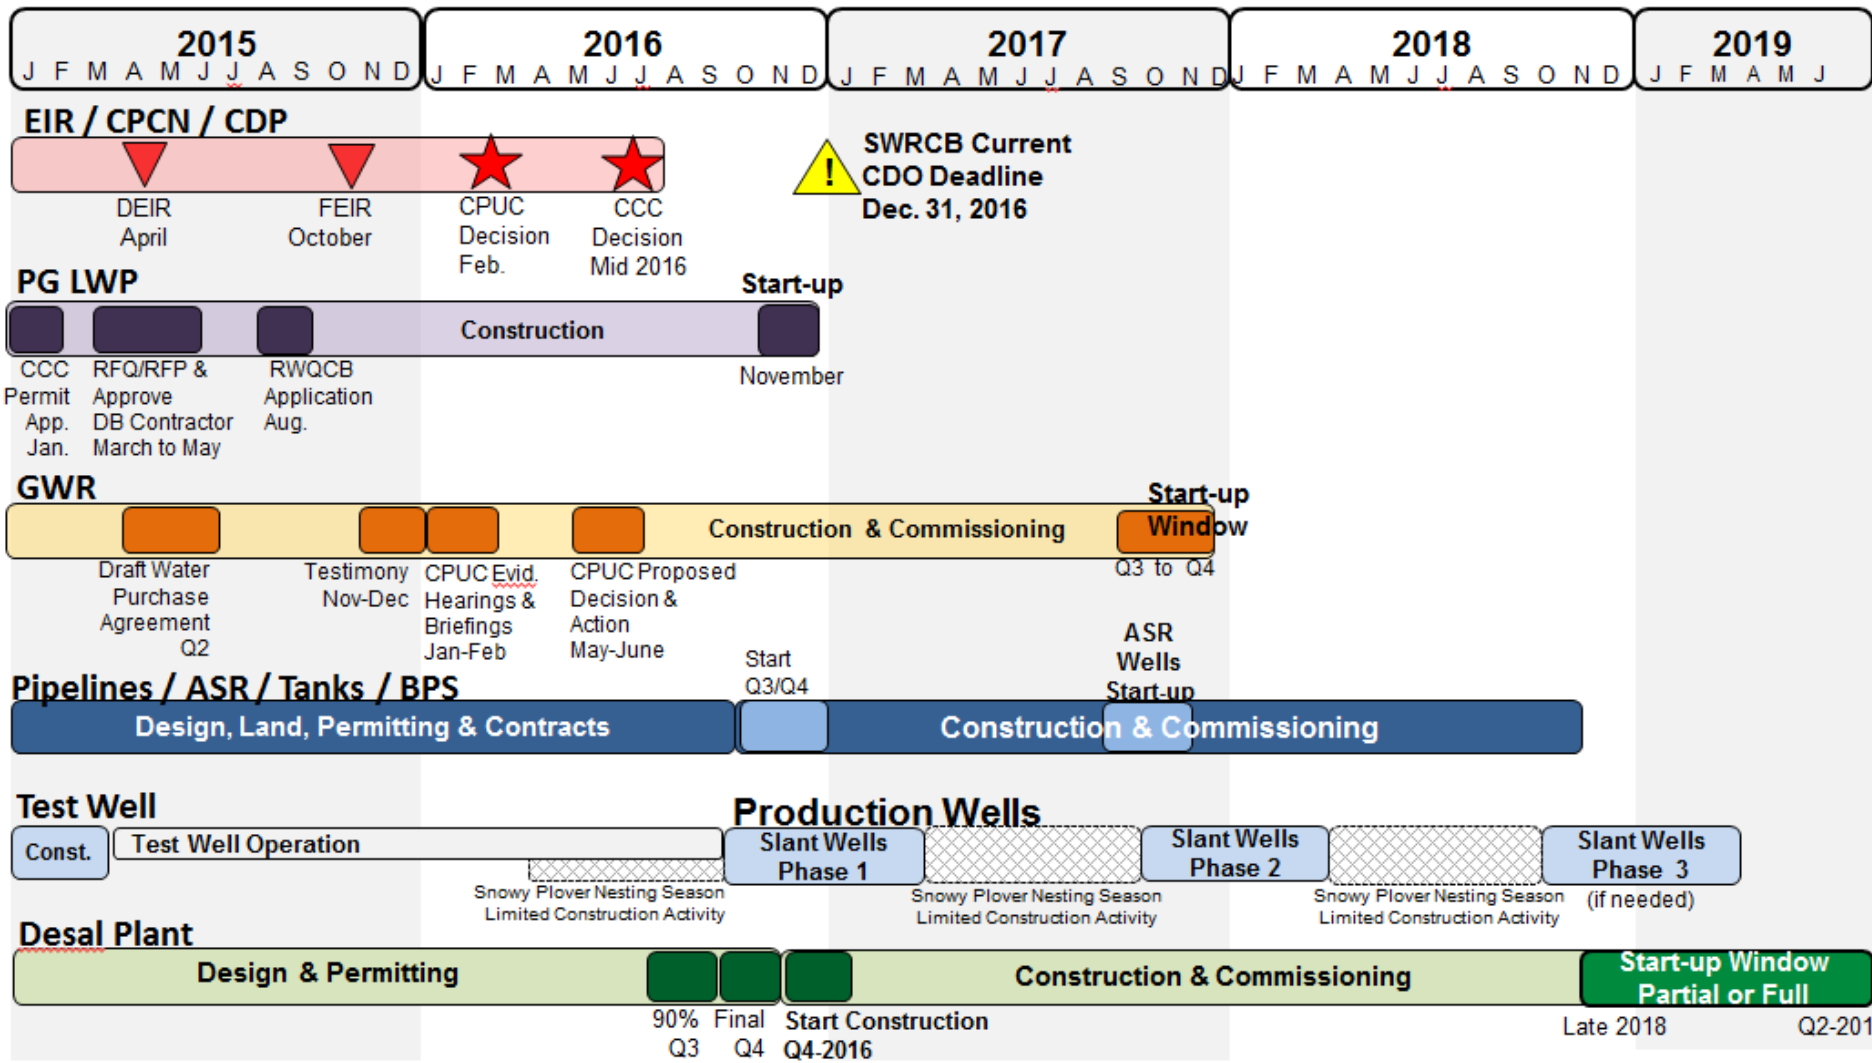 2015
J F M A M J J A S O N D
2016
J F M A M J J A S O N D
2017
J F M A M J J A S O N D
2018
J F M A M J J A S O N D
2019
J F M A M J
EIR / CPCN / CDP
DEIR
April
FEIR
October
CPUC
Decision
Feb.
CCC
Decision
Mid 2016
!
SWRCB Current
CDO Deadline
Dec. 31, 2016
PG LWP
Start-up
Construction
CCC
Permit
App.
Jan.
RFQ/RFP &
Approve
DB Contractor
March to May
RWQCB
Application
Aug.
November
GWR
Start-up
Window
Construction & Commissioning
Draft Water
Purchase
Agreement
Q2
Testimony
Nov-Dec
CPUC Evid.
Hearings &
Briefings
Jan-Feb
CPUC Proposed
Decision &
Action
May-June
Q3 to Q4
Pipelines / ASR / Tanks / BPS
Start
Q3/Q4
ASR
Wells
Start-up
Design, Land, Permitting & Contracts
Construction & Commissioning
Test Well
Production Wells
Const.
Test Well Operation
Slant Wells
Phase 1
Slant Wells
Phase 2
Slant Wells
Phase 3
(if needed)
Snowy Plover Nesting Season
Limited Construction Activity
Snowy Plover Nesting Season
Limited Construction Activity
Snowy Plover Nesting Season
Limited Construction Activity
Desal Plant
Design & Permitting
Construction & Commissioning
Start-up Window
Partial or Full
90%
Q3
Final
Q4
Start Construction
Q4-2016
Late 2018
Q2-201